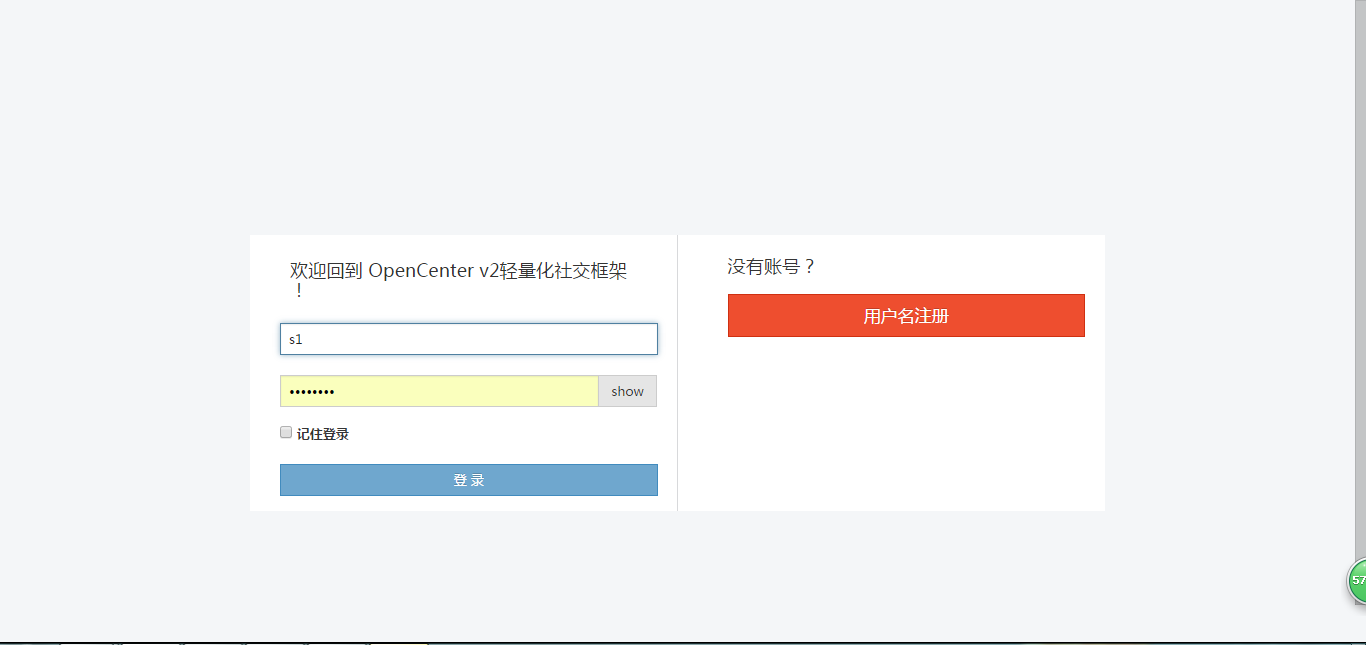 欢迎回到 OpenCenter v2轻量化社交框架
！
s1
••••••••
show
记住登录
登 录
没有账号？
用户名注册
57